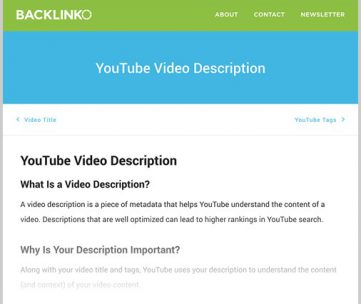 BACKLINKO
ABOUT CONTACT NEWSLETTER
YouTube Video Description
< Video Title YouTube Tags >
YouTube Video Description
What Is a Video Description?
A video description is a piece of metadata that helps YouTube understand the content of a
video. Descriptions that are well optimized can lead to higher rankings in YouTube search.
Why Is Your Description Important?
Along with your video title and tags, YouTube uses your description to understand the content
(and context) of your video content.